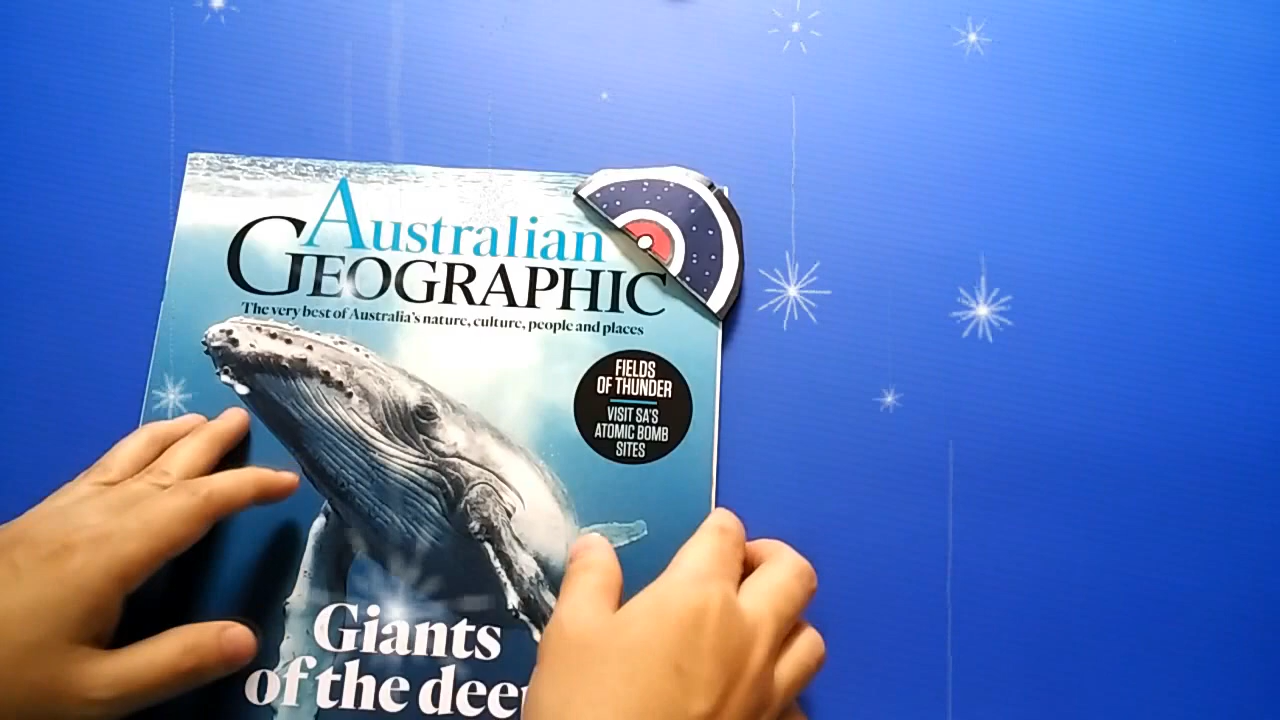 Australian
GEOGRAPHIC
The very best of Australia's nature, culture, people and places
FIELDS
OF THUNDER
VISIT SA'S
ATOMIC BOMB
SITES
Giants
of the deep